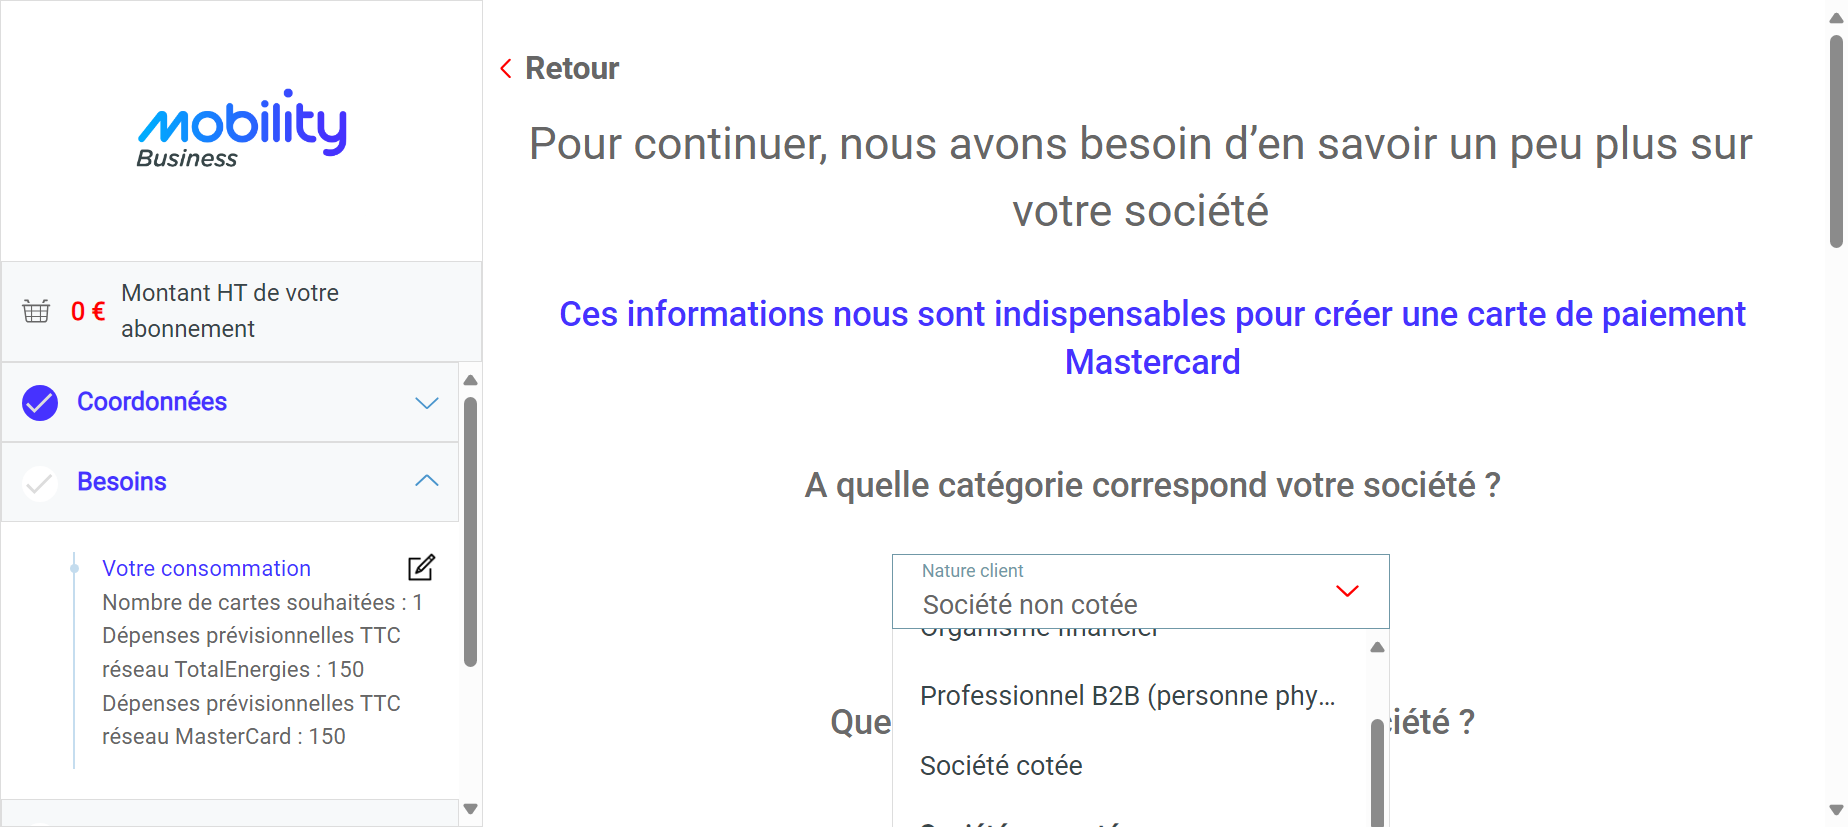 mobility
Business
0 €
Montant HT de votre
abonnement
Coordonnées
Besoins
Votre consommation
Nombre de cartes souhaitées : 1
Dépenses prévisionnelles TTC
réseau TotalEnergies : 150
Dépenses prévisionnelles TTC
réseau MasterCard : 150
Retour
Pour continuer, nous avons besoin d’en savoir un peu plus sur
votre société
Ces informations nous sont indispensables pour créer une carte de paiement
Mastercard
A quelle catégorie correspond votre société ?
Nature client
Société non cotée
Organisme financier
Professionnel B2B (personne phy...
Que
iété ?
Société cotée